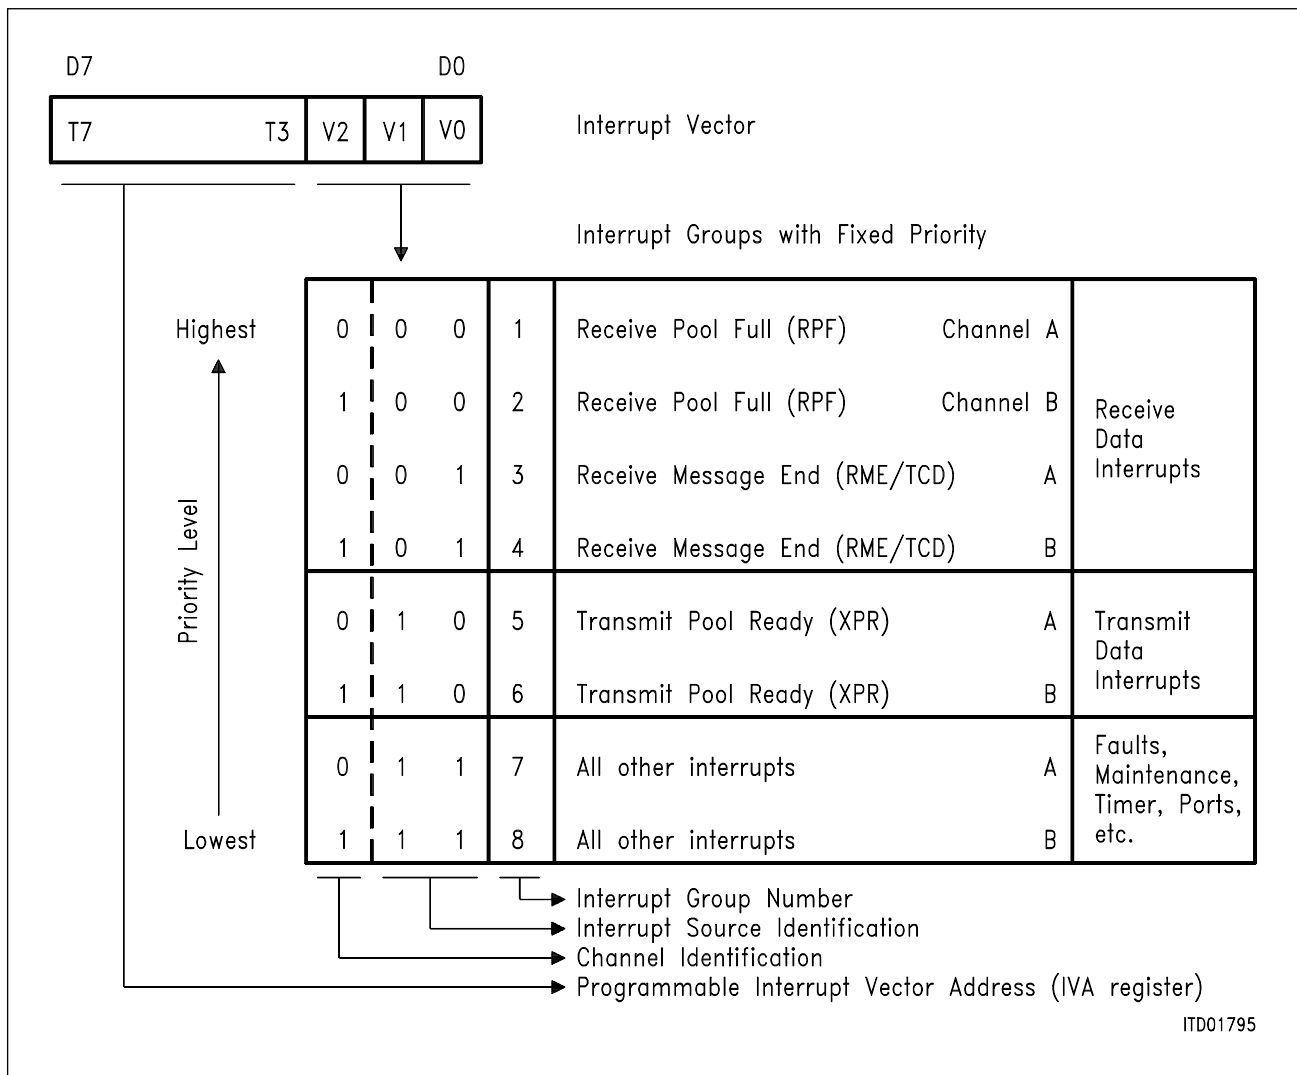 D7 D0
T7 T3 V2 V1 V0 Interrupt Vector
Interrupt Groups with Fixed Priority
Highest 0 0 0 1 Receive Pool Full (RPF) Channel A
1 0 0 2 Receive Pool Full (RPF) Channel B
0 0 1 3 Receive Message End (RME/TCD) A
1 0 1 4 Receive Message End (RME/TCD) B
Receive
Data
Interrupts
Priority Level
0 1 0 5 Transmit Pool Ready (XPR) A
1 1 0 6 Transmit Pool Ready (XPR) B
Transmit
Data
Interrupts
0 1 1 7 All other interrupts A
Lowest 1 1 1 8 All other interrupts B
Faults,
Maintenance,
Timer, Ports,
etc.
Interrupt Group Number
Interrupt Source Identification
Channel Identification
Programmable Interrupt Vector Address (IVA register)
ITD01795